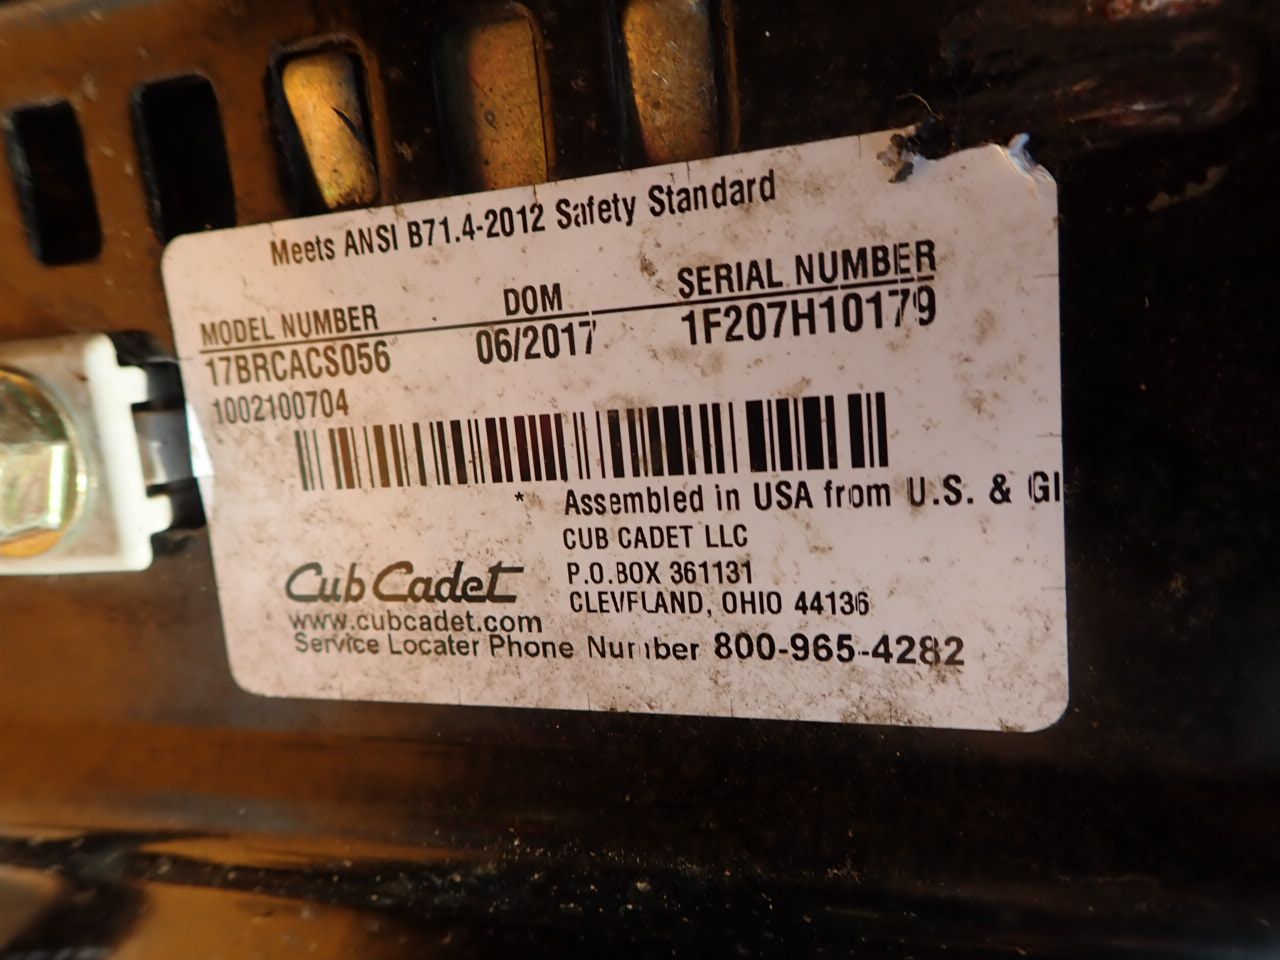 Meets ANSI B71.4-2012 Safety Standard
MODEL NUMBER DOM SERIAL NUMBER
17BRCACS056 06/2017 1F207H10179
1002100704
* Assembled in USA from U.S. & Gl
CUB CADET LLC
P.O.BOX 361131
CLEVELAND, OHIO 44136
Cub Cadet
www.cubcadet.com
Service Locater Phone Number 800-965-4282